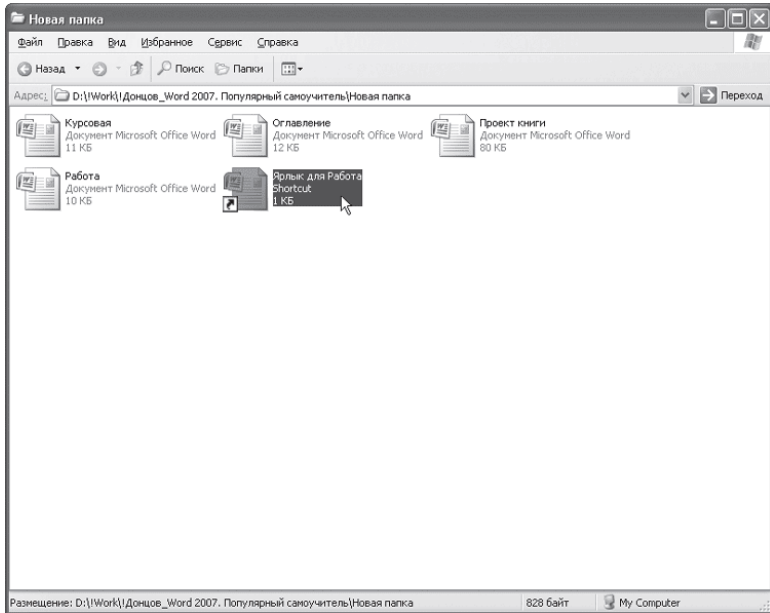 Новая папка
Файл Правка Вид Избранное Сервис Справка
Назад Поиск Папки
Адрес: D:\!Work\!Донцов_Word 2007. Популярный самоучитель\Новая папка Переход
Курсовая
Документ Microsoft Office Word
11 КБ
Оглавление
Документ Microsoft Office Word
12 КБ
Проект книги
Документ Microsoft Office Word
80 КБ
Работа
Документ Microsoft Office Word
10 КБ
Ярлык для Работа
Shortcut
1 КБ
Размещение: D:\!Work\!Донцов_Word 2007. Популярный самоучитель\Новая папка 828 байт My Computer